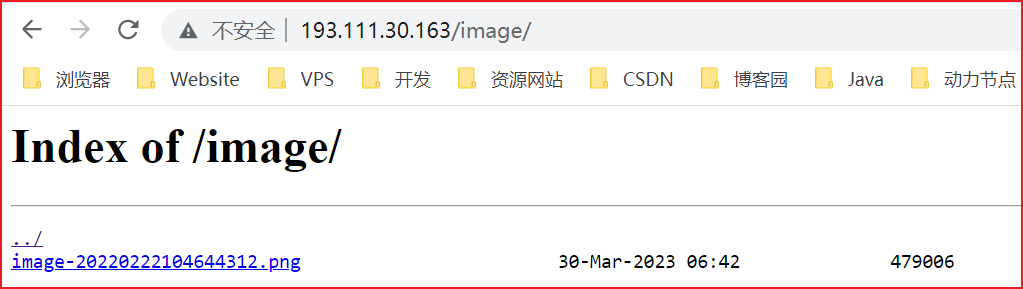 不安全 | 193.111.30.163/image/
浏览器 Website VPS 开发 资源网站 CSDN 博客园 Java 动力节点
Index of /image/
../
image-20220222104644312.png 30-Mar-2023 06:42 479006